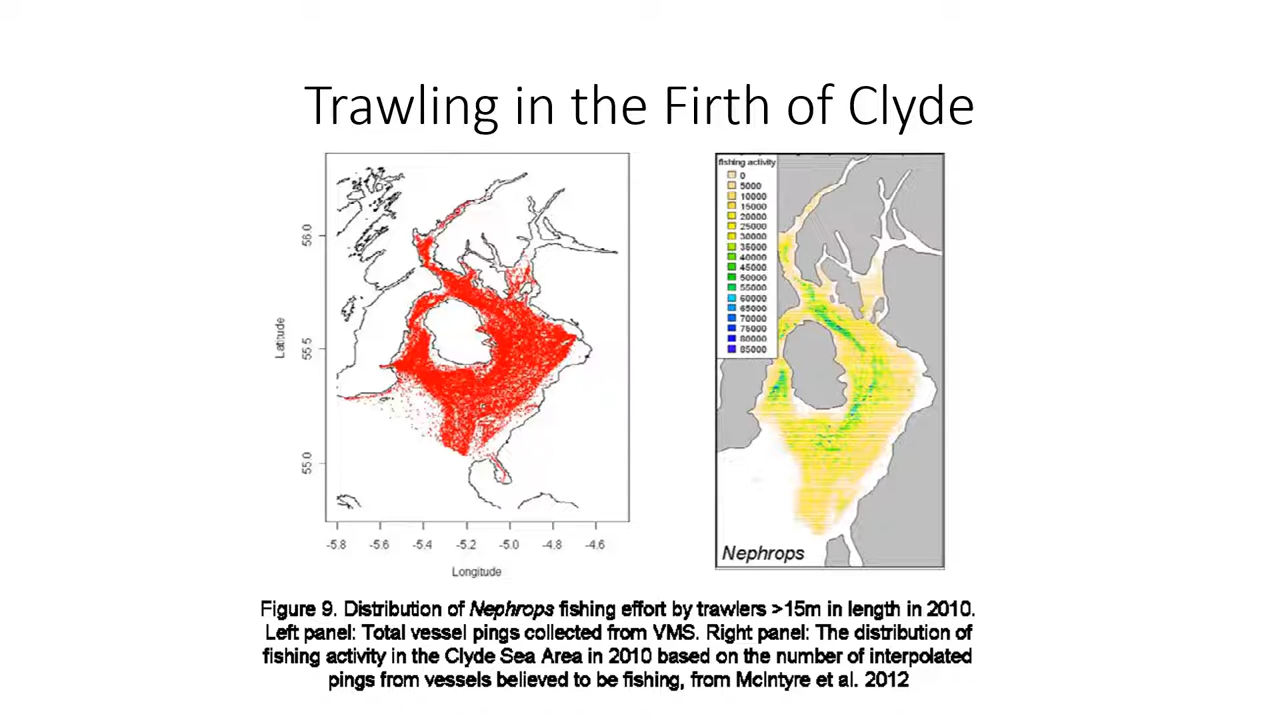 Trawling in the Firth of Clyde
56.0
55.5
55.0
Latitude
-5.8 -5.6 -5.4 -5.2 -5.0 -4.8 -4.6
Longitude
fishing activity
0
5000
10000
15000
20000
25000
30000
35000
40000
45000
50000
55000
60000
65000
70000
75000
80000
85000
Nephrops
Figure 9. Distribution of Nephrops fishing effort by trawlers >15m in length in 2010.
Left panel: Total vessel pings collected from VMS. Right panel: The distribution of
fishing activity in the Clyde Sea Area in 2010 based on the number of interpolated
pings from vessels believed to be fishing, from McIntyre et al. 2012